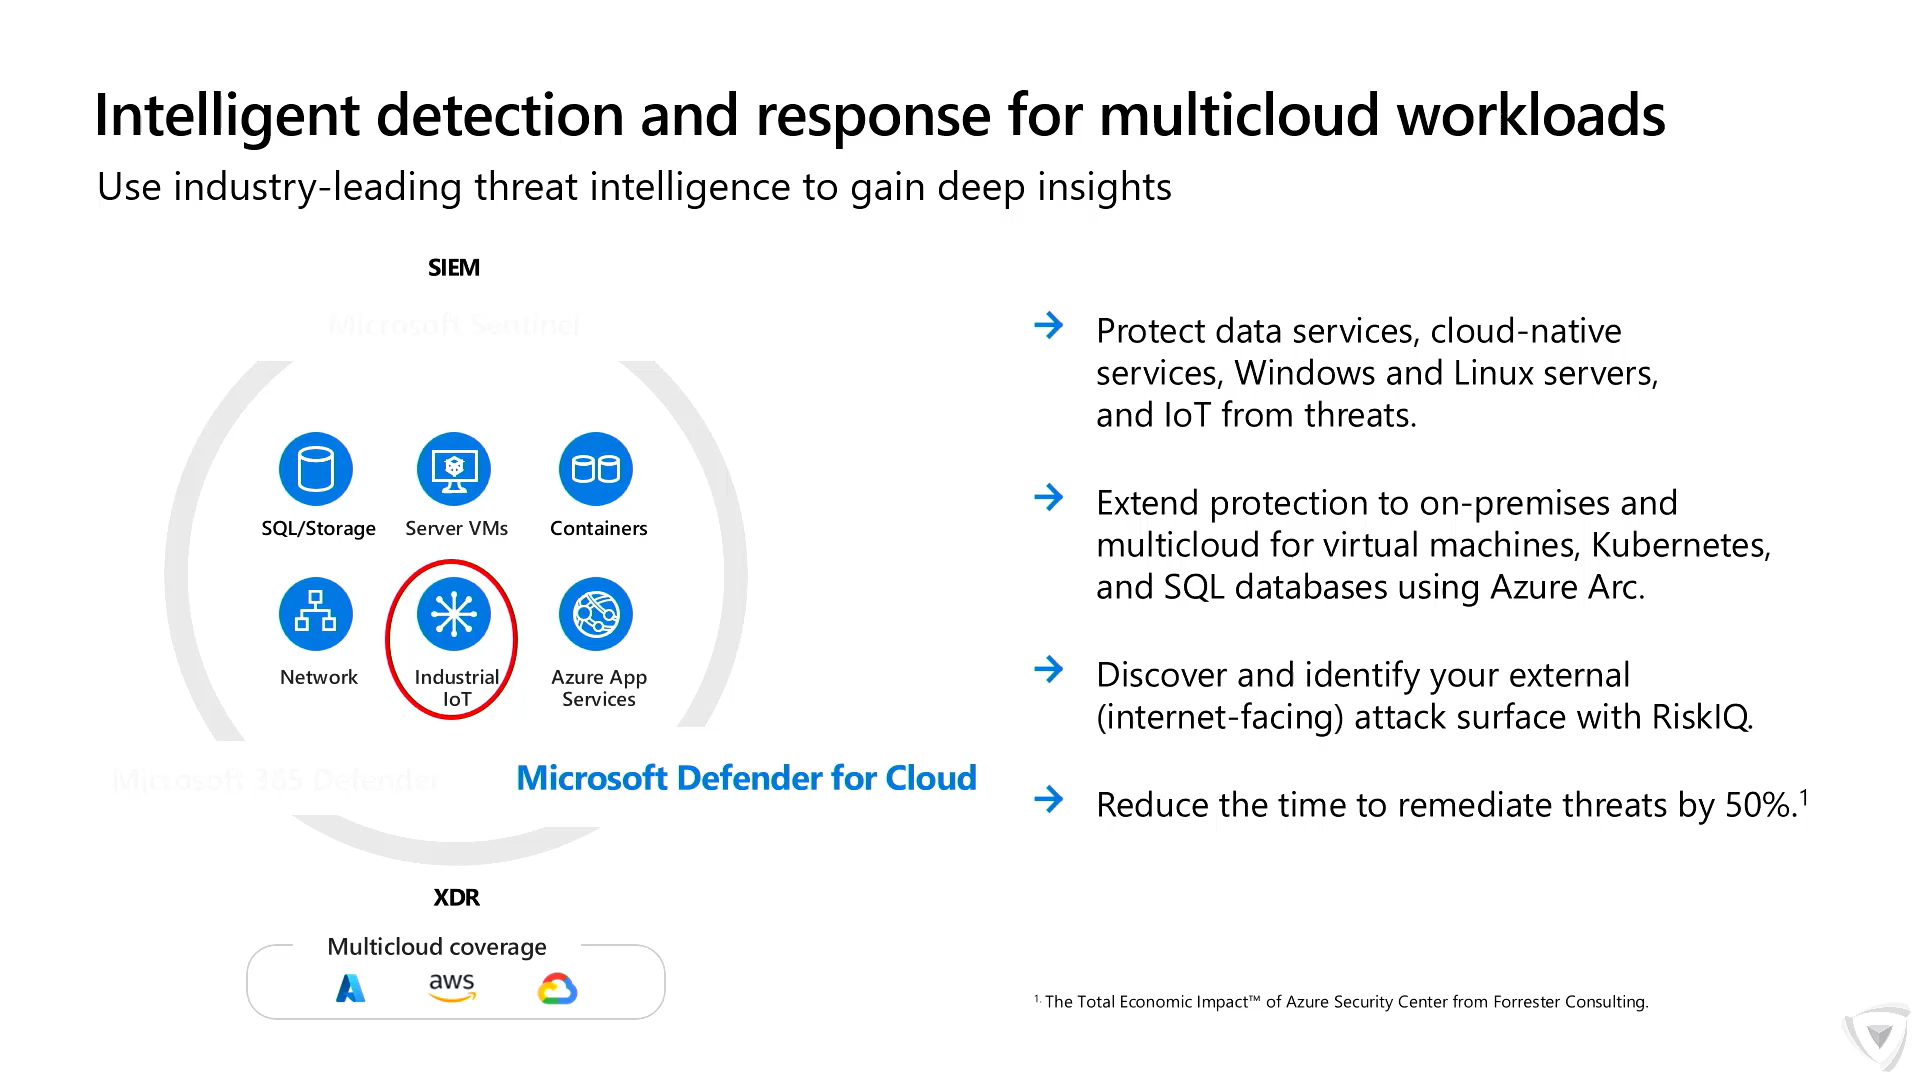 Intelligent detection and response for multicloud workloads
Use industry-leading threat intelligence to gain deep insights
SIEM
Microsoft Sentinel
SQL/Storage
Server VMs
Containers
Network
Industrial
IoT
Azure App
Services
Microsoft 365 Defender
Microsoft Defender for Cloud
XDR
Multicloud coverage
aws
Protect data services, cloud-native
services, Windows and Linux servers,
and IoT from threats.
Extend protection to on-premises and
multicloud for virtual machines, Kubernetes,
and SQL databases using Azure Arc.
Discover and identify your external
(internet-facing) attack surface with RiskIQ.
Reduce the time to remediate threats by 50%.¹
1. The Total Economic Impact™ of Azure Security Center from Forrester Consulting.